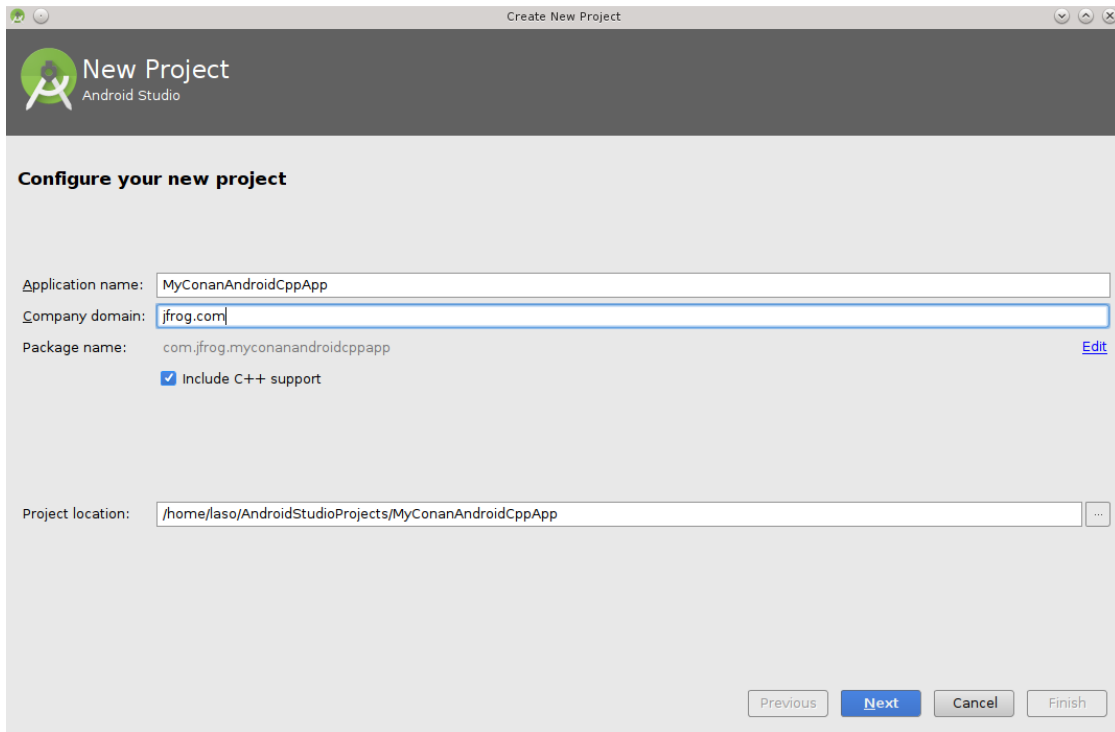 Create New Project
New Project
Android Studio
Configure your new project
Application name: MyConanAndroidCppApp
Company domain: jfrog.com
Package name: com.jfrog.myconanandroidcppapp Edit
Include C++ support
Project location: /home/laso/AndroidStudioProjects/MyConanAndroidCppApp ...
Previous Next Cancel Finish